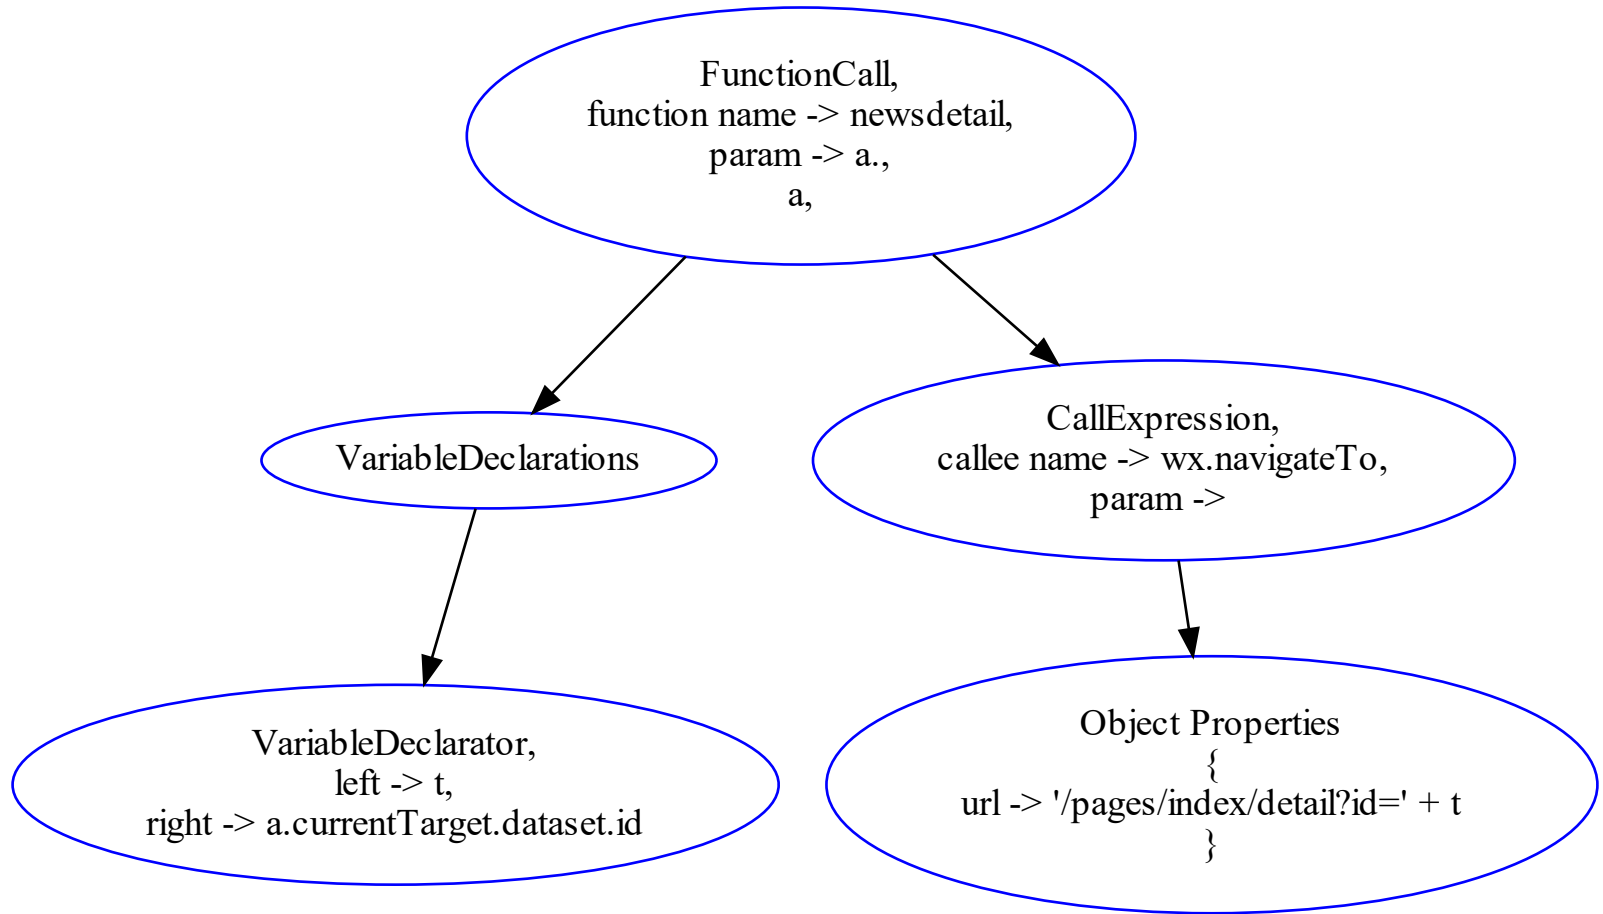 FunctionCall,
function name -> newsdetail,
param -> a.,
a,
VariableDeclarations
CallExpression,
callee name -> wx.navigateTo,
param ->
VariableDeclarator,
left -> t,
right -> a.currentTarget.dataset.id
Object Properties
{
url -> '/pages/index/detail?id=' + t
}